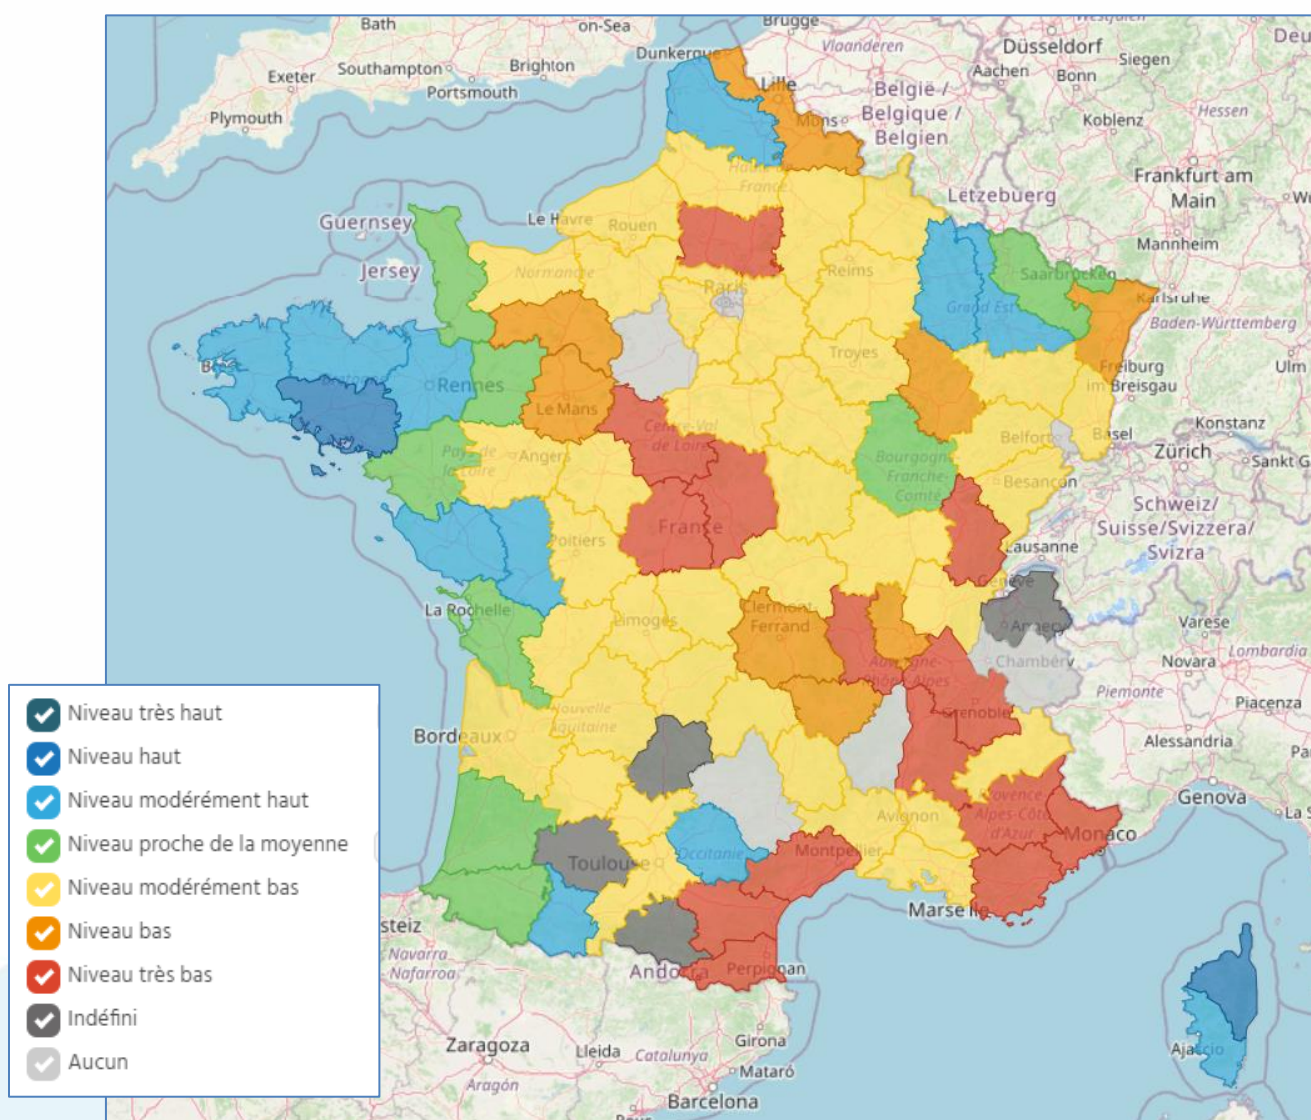 Bath
on-Sea
Brugge
Westfalen
Dunkerque
Vlaanderen
Düsseldorf
Deu
Siegen
Exeter
Southampton
Brighton
Aachen
Bonn
Lille
België /
Belgique /
Belgien
Hessen
Portsmouth
Plymouth
Mons
Koblenz
Frankfurt am
Main
Letzebuerg
Guernsey
Le Havre
Rouen
Mannheim
Jersey
Normandie
Reims
Saarbrücken
Paris
Karlsruhe
Grand Est
Baden-Württemberg
Troyes
Freiburg
im Breisgau
Ulm
Rennes
Le Mans
Centre-Val
de Loire
Belfort
Basel
Konstanz
Zürich
Sankt G
Pays de
la Loire
Angers
Bourgogne
Franche-
Comté
Besançon
Schweiz/
Suisse/Svizzera/
Svizra
France
Poitiers
Lausanne
Genève
La Rochelle
Limoges
Clermont-
Ferrand
Annecy
Varese
Lombardia
Auvergne-
Rhône-Alpes
Chambéry
Novara
Piemonte
Piacenza
Nouvelle
Aquitaine
Grenoble
Bordeaux
Alessandria
Pa
Genova
La S
Avignon
Provence
Alpes-Côte
d'Azur
Monaco
Toulouse
Occitanie
Montpellier
Marseille
steiz
Navarra
Nafarroa
Andorra
Perpignan
Zaragoza
Lleida
Catalunya
Girona
Aragón
Mataró
Barcelona
Ajaccio
Niveau très haut
Niveau haut
Niveau modérément haut
Niveau proche de la moyenne
Niveau modérément bas
Niveau bas
Niveau très bas
Indéfini
Aucun